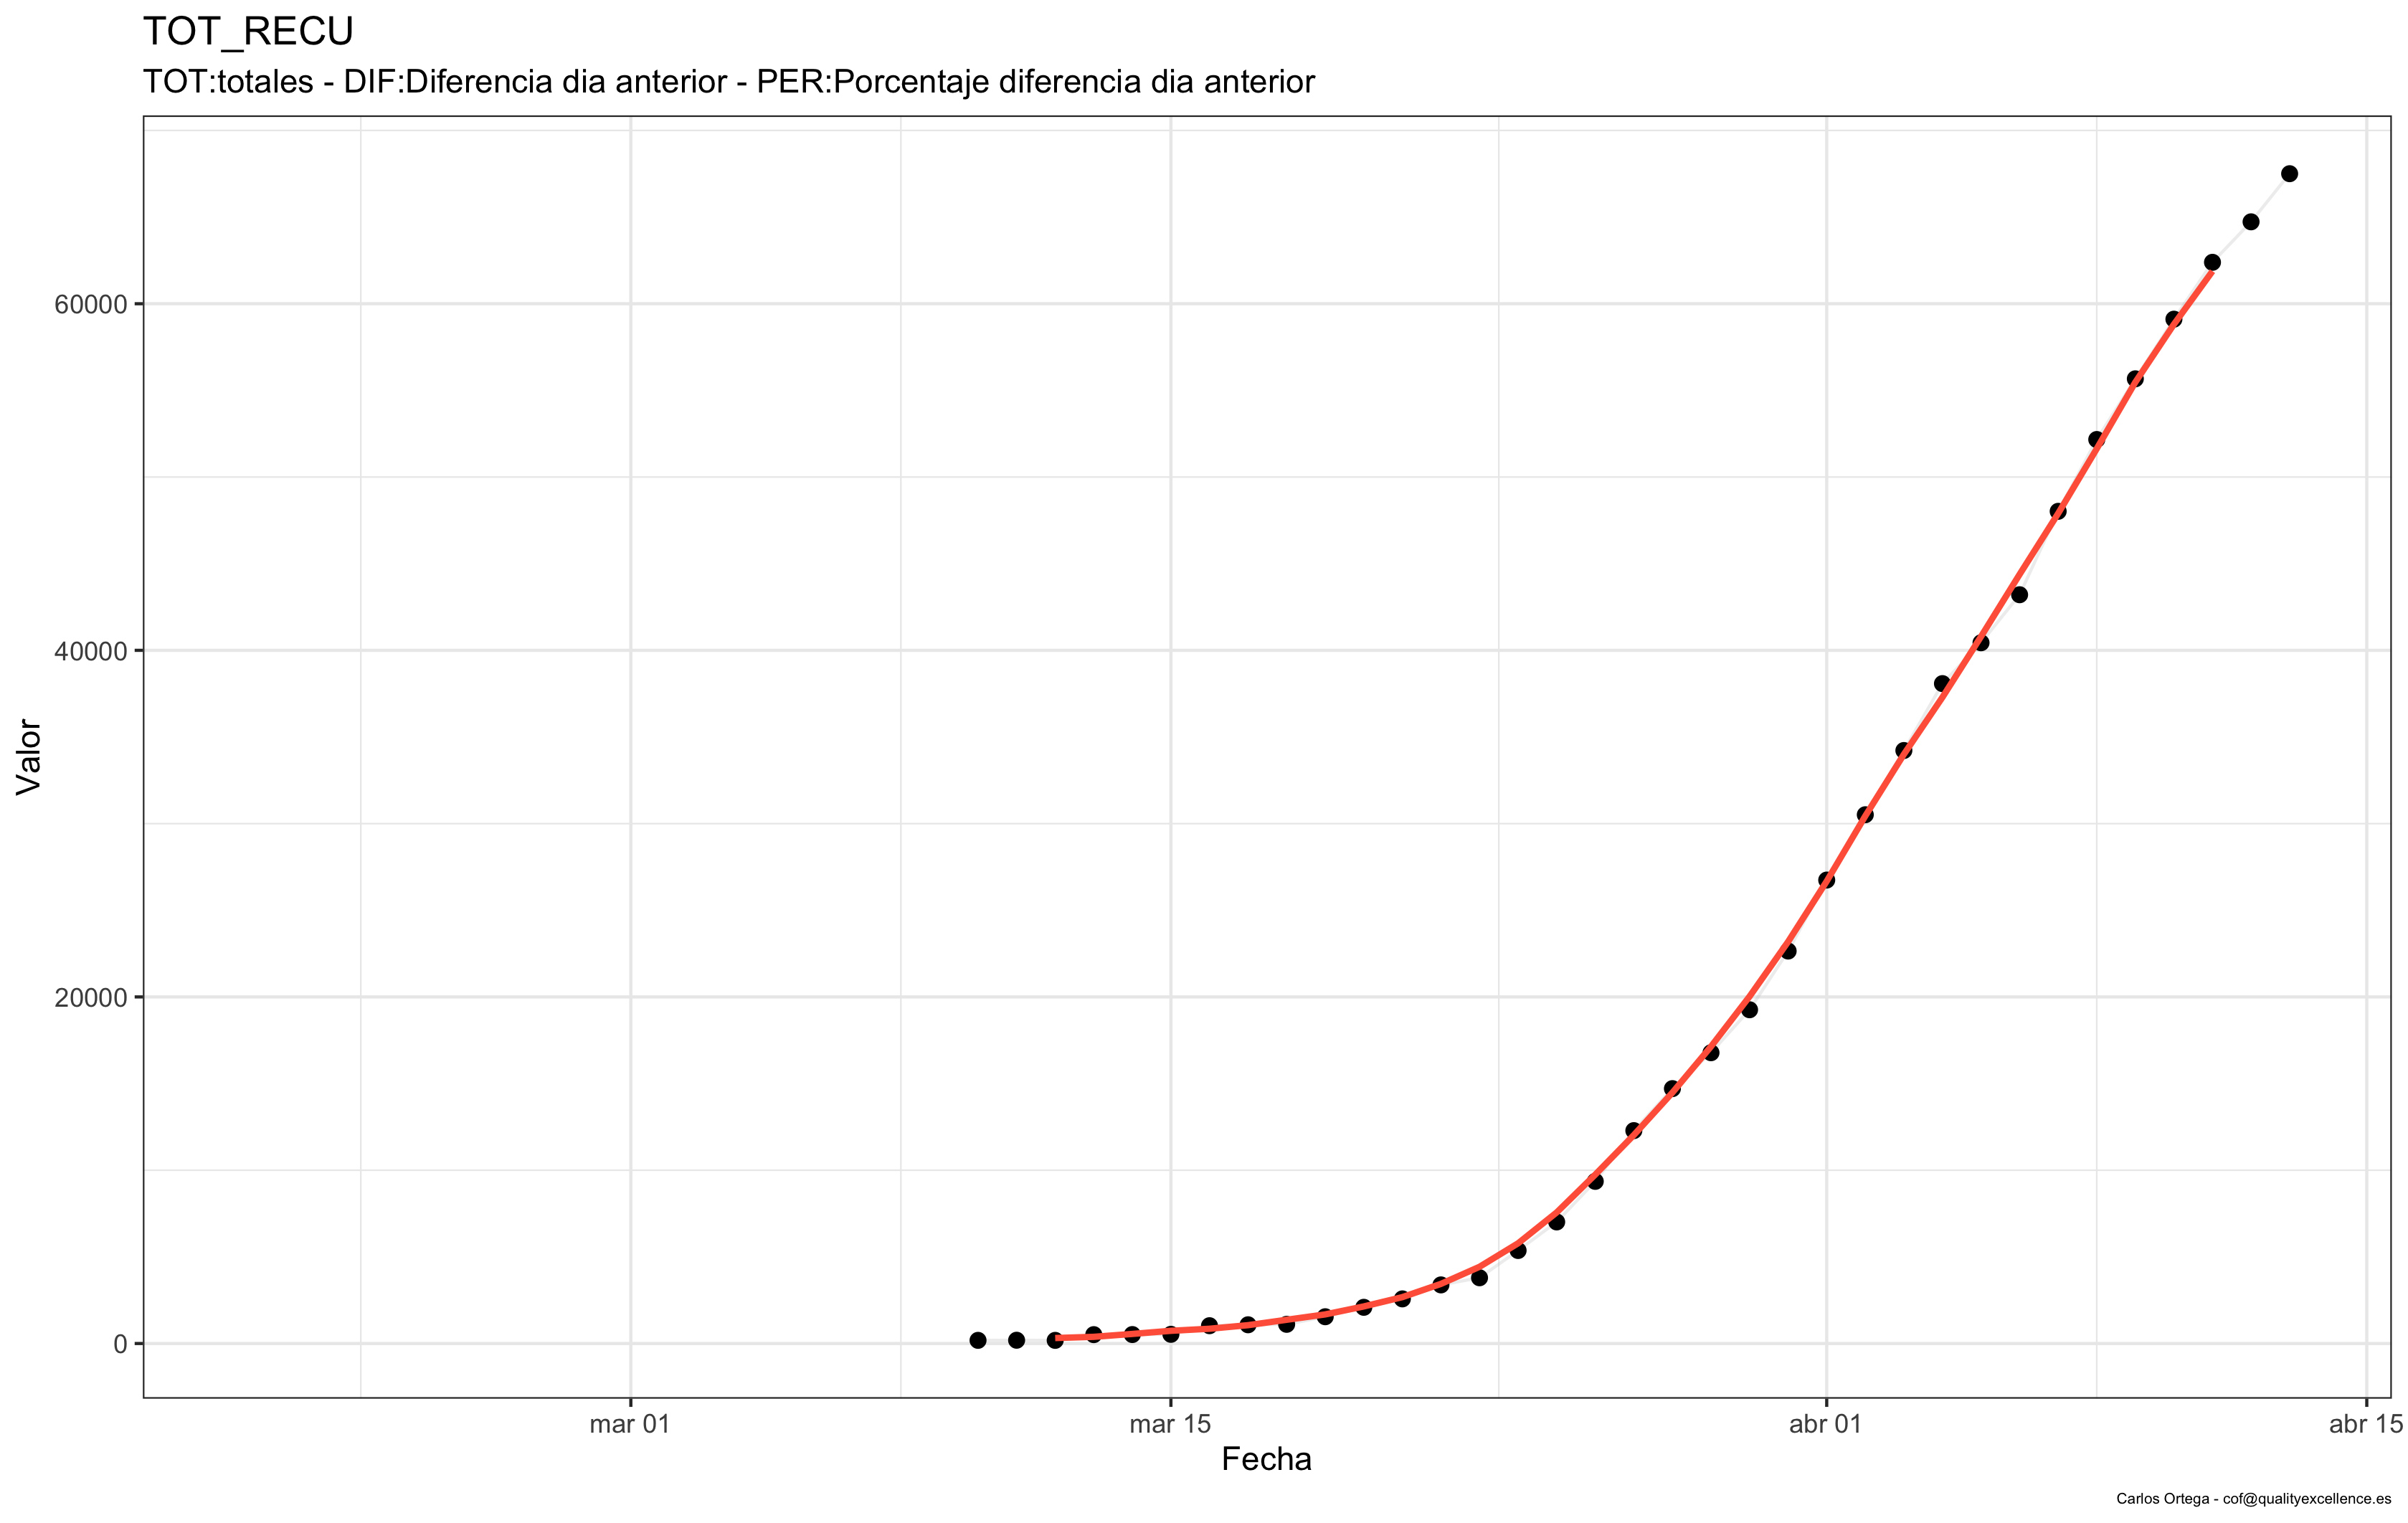 TOT_RECU
TOT:totales - DIF:Diferencia dia anterior - PER:Porcentaje diferencia dia anterior
Valor
60000
40000
20000
0
mar 01
mar 15
abr 01
abr 15
Fecha
Carlos Ortega - cof@qualityexcellence.es